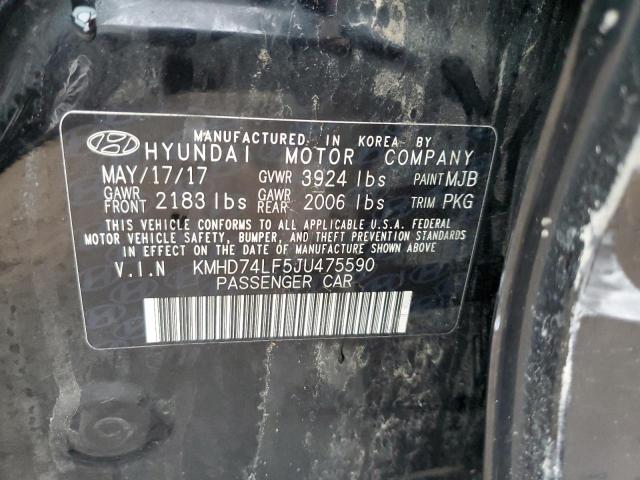 MANUFACTURED IN KOREA BY
HYUNDAI MOTOR COMPANY
MAY/17/17 GVWR 3924 lbs PAINT MJB
GAWR FRONT 2183 lbs GAWR REAR 2006 lbs TRIM PKG
THIS VEHICLE CONFORMS TO ALL APPLICABLE U.S.A. FEDERAL
MOTOR VEHICLE SAFETY, BUMPER, AND THEFT PREVENTION STANDARDS
IN EFFECT ON THE DATE OF MANUFACTURE SHOWN ABOVE.
V.I.N KMHD74LF5JU475590
PASSENGER CAR